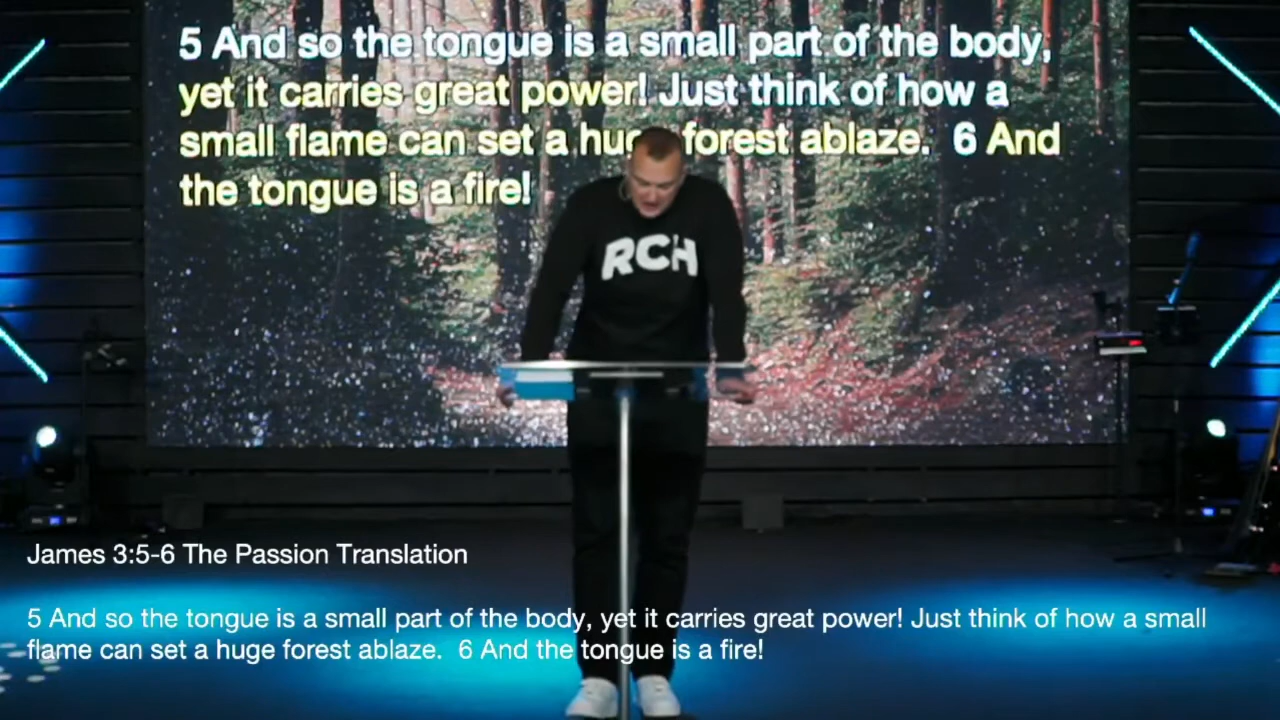 5 And so the tongue is a small part of the body,
yet it carries great power! Just think of how a
small flame can set a huge forest ablaze.  6 And
the tongue is a fire!
RCH
James 3:5-6 The Passion Translation
5 And so the tongue is a small part of the body, yet it carries great power! Just think of how a small
flame can set a huge forest ablaze.  6 And the tongue is a fire!